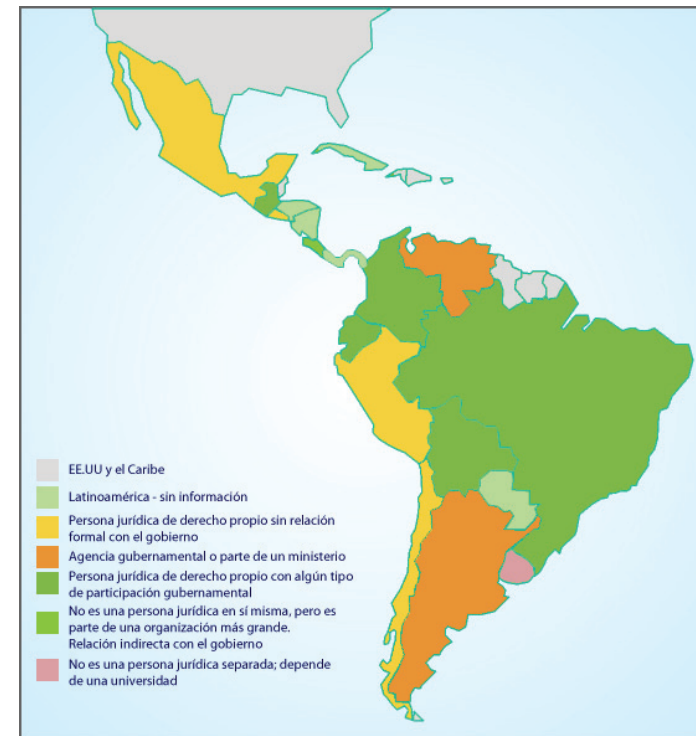 EE.UU y el Caribe
Latinoamérica - sin información
Persona jurídica de derecho propio sin relación
formal con el gobierno
Agencia gubernamental o parte de un ministerio
Persona jurídica de derecho propio con algún tipo
de participación gubernamental
No es una persona jurídica en sí misma, pero es
parte de una organización más grande.
Relación indirecta con el gobierno
No es una persona jurídica separada; depende
de una universidad